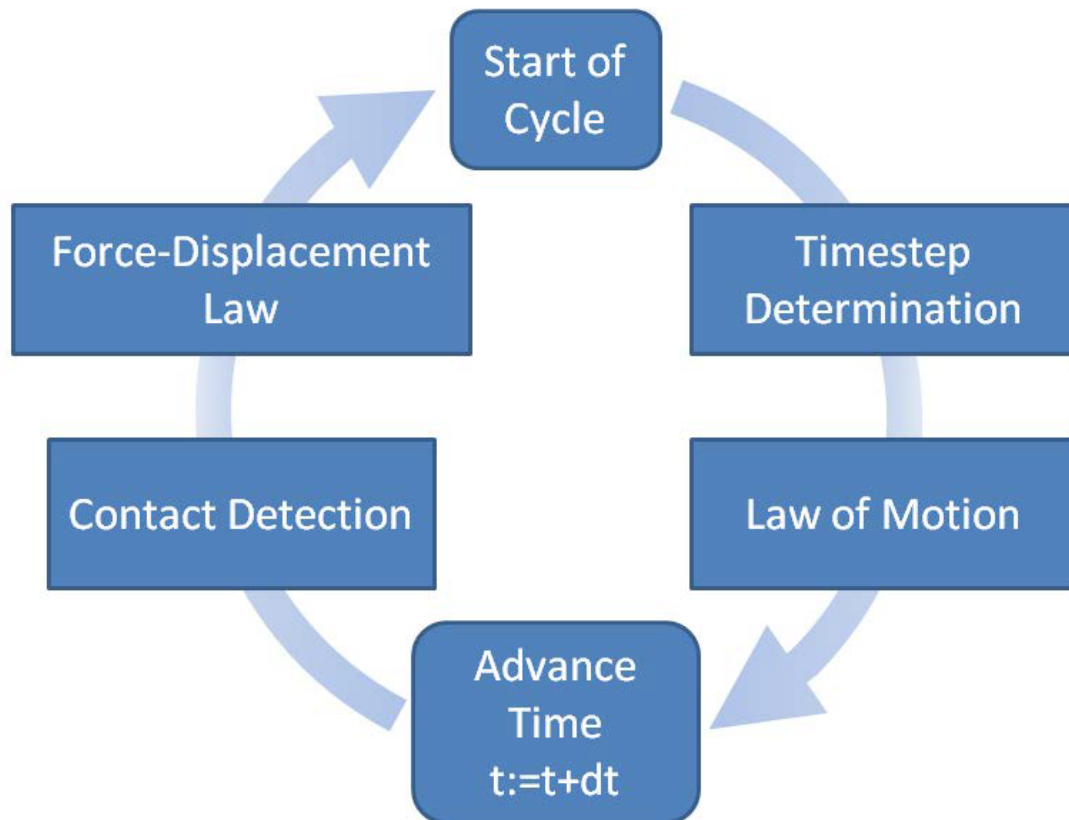 Start of
Cycle
Timestep
Determination
Law of Motion
Advance
Time
t:=t+dt
Contact Detection
Force-Displacement
Law